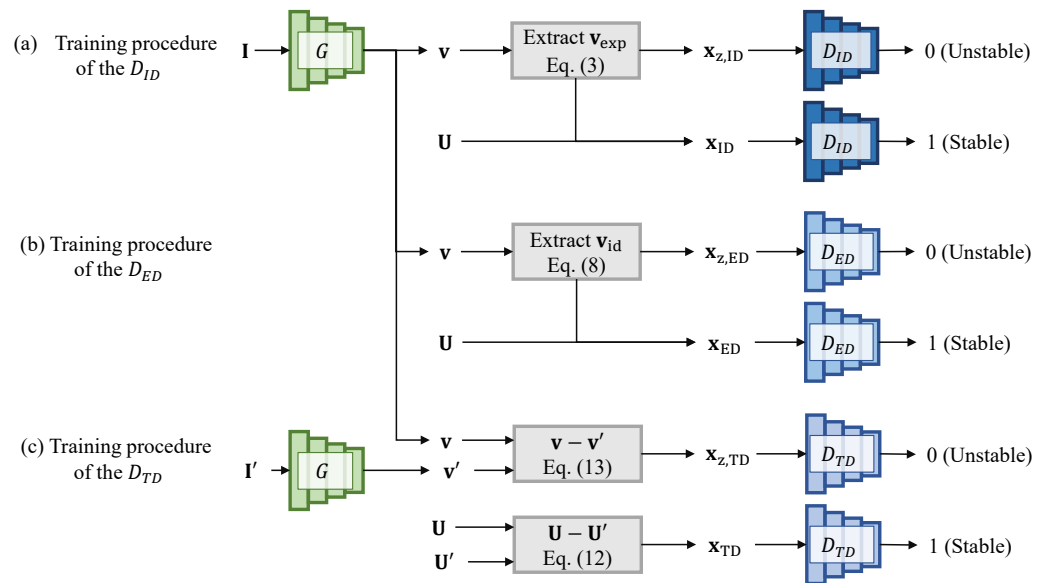 (a) Training procedure
of the D_ID
I
G
v
Extract v_exp
Eq. (3)
x_z,ID
D_ID
0 (Unstable)
U
x_ID
D_ID
1 (Stable)
(b) Training procedure
of the D_ED
v
Extract v_id
Eq. (8)
x_z,ED
D_ED
0 (Unstable)
U
x_ED
D_ED
1 (Stable)
(c) Training procedure
of the D_TD
I′
G
v
v′
v − v′
Eq. (13)
x_z,TD
D_TD
0 (Unstable)
U
U′
U − U′
Eq. (12)
x_TD
D_TD
1 (Stable)